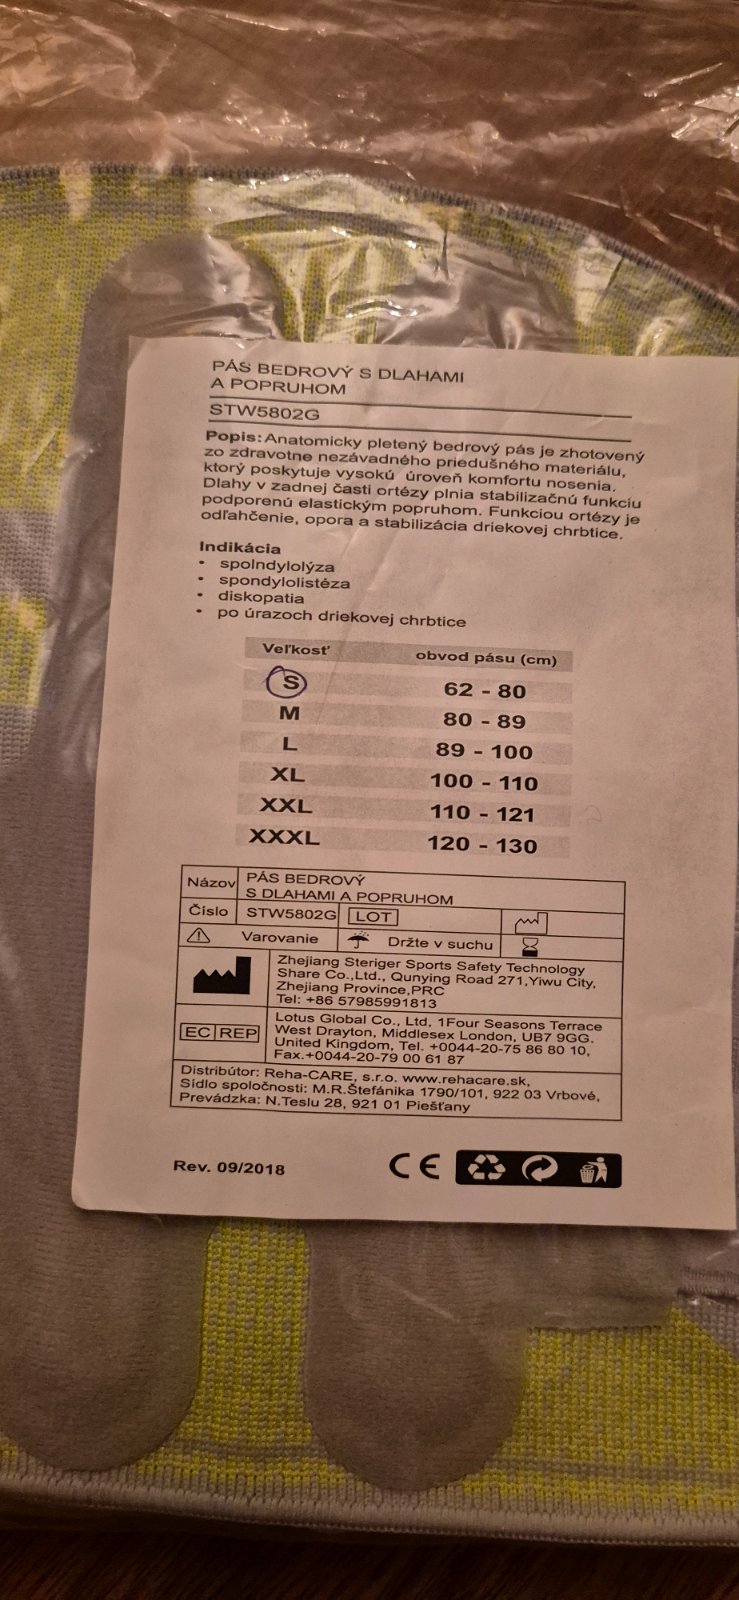 PÁS BEDROVÝ S DLAHAMI
A POPRUHOM
STW5802G
Popis: Anatomicky pletený bedrový pás je zhotovený
zo zdravotne nezávadného priedušného materiálu,
ktorý poskytuje vysokú úroveň komfortu nosenia.
Dlahy v zadnej časti ortézy plnia stabilizačnú funkciu
podporenú elastickým popruhom. Funkciou ortézy je
odľahčenie, opora a stabilizácia driekovej chrbtice.
Indikácia
• spolndylolýza
• spondylolistéza
• diskopatia
• po úrazoch driekovej chrbtice
Veľkosť obvod pásu (cm)
S 62 - 80
M 80 - 89
L 89 - 100
XL 100 - 110
XXL 110 - 121
XXXL 120 - 130
Názov PÁS BEDROVÝ
S DLAHAMI A POPRUHOM
Číslo STW5802G LOT
Varovanie Držte v suchu
Zhejiang Steriger Sports Safety Technology
Share Co.,Ltd., Qunying Road 271,Yiwu City,
Zhejiang Province,PRC
Tel: +86 57985991813
EC REP Lotus Global Co., Ltd, 1Four Seasons Terrace
West Drayton, Middlesex London, UB7 9GG.
United Kingdom, Tel. +0044-20-75 86 80 10,
Fax.+0044-20-79 00 61 87
Distribútor: Reha-CARE, s.r.o. www.rehacare.sk,
Sídlo spoločnosti: M.R.Štefánika 1790/101, 922 03 Vrbové,
Prevádzka: N.Teslu 28, 921 01 Piešťany
Rev. 09/2018 CE